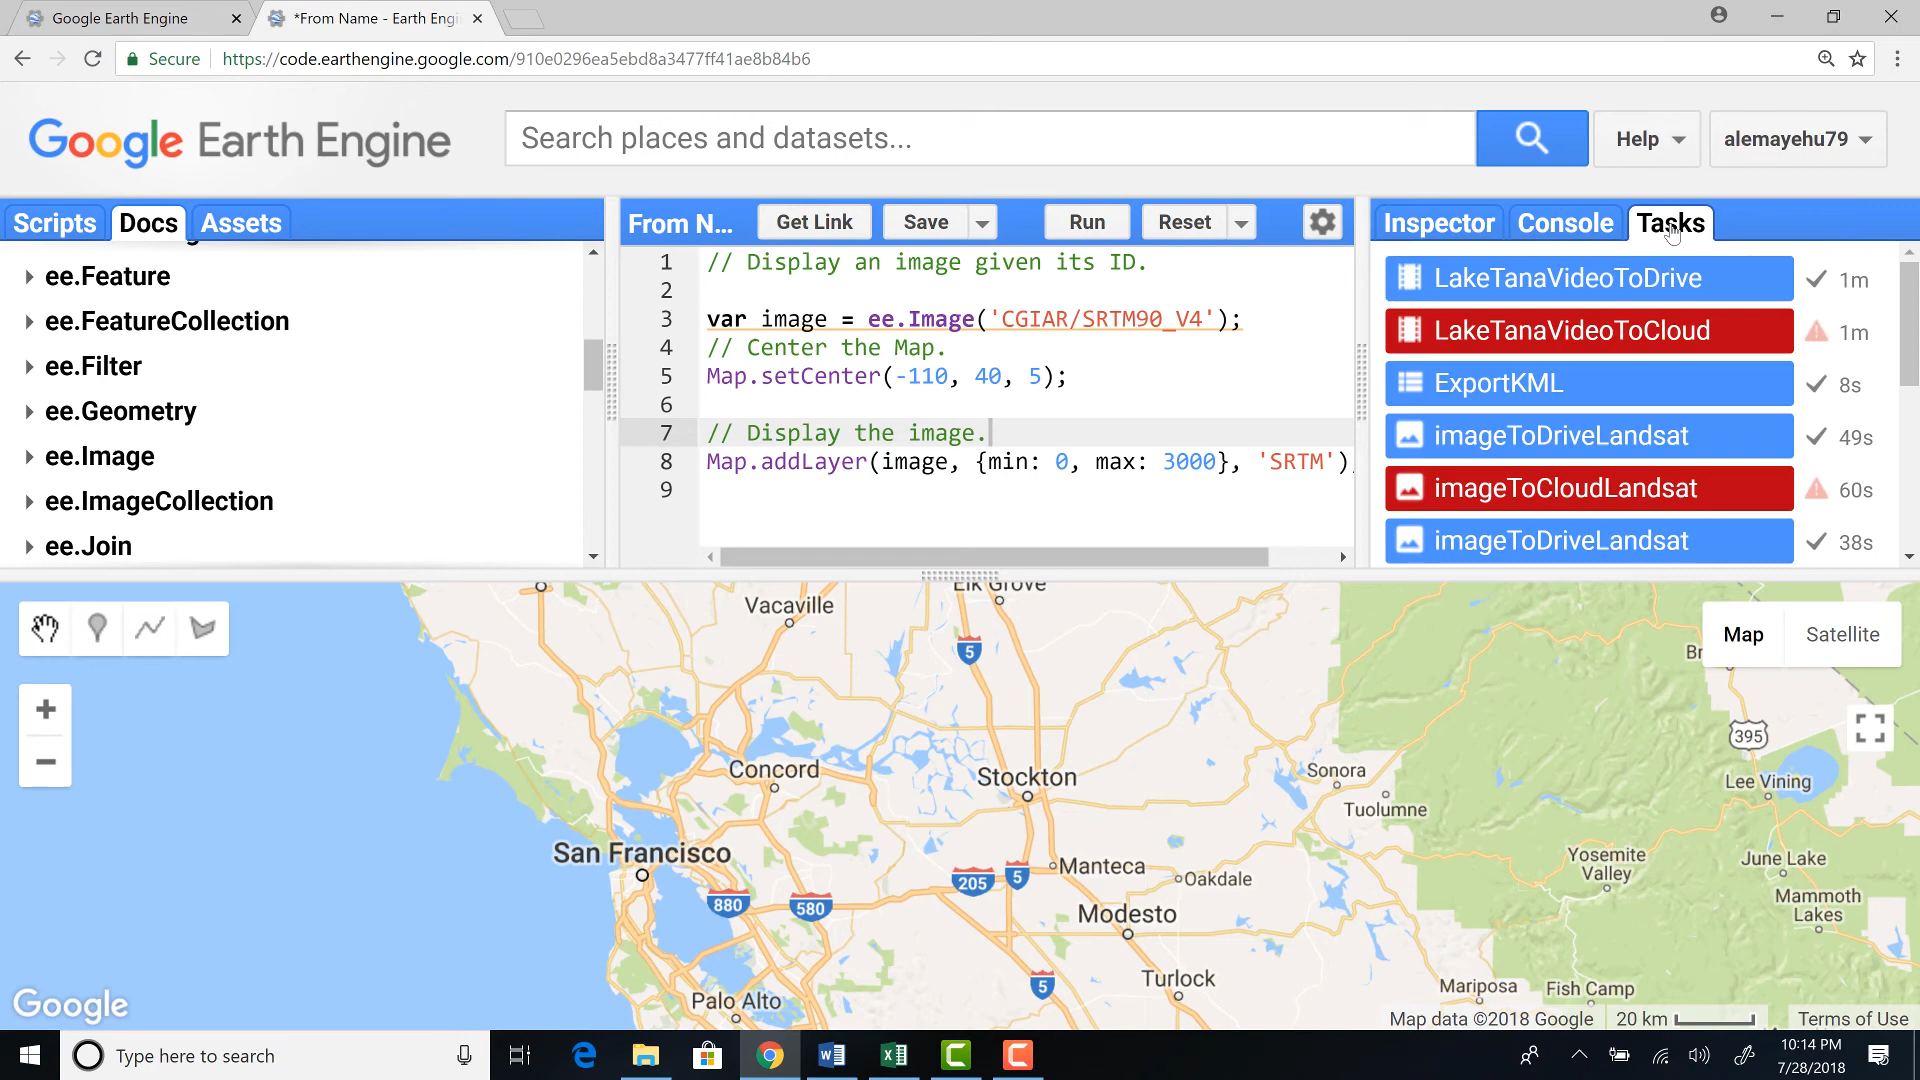 Google Earth Engine
*From Name - Earth Engi
Secure
https://code.earthengine.google.com/910e0296ea5ebd8a3477ff41ae8b84b6
Google Earth Engine
Search places and datasets...
Help
alemayehu79
Scripts
Docs
Assets
ee.Feature
ee.FeatureCollection
ee.Filter
ee.Geometry
ee.Image
ee.ImageCollection
ee.Join
From N...
Get Link
Save
Run
Reset
1 // Display an image given its ID.
2
3 var image = ee.Image('CGIAR/SRTM90_V4');
4 // Center the Map.
5 Map.setCenter(-110, 40, 5);
6
7 // Display the image.
8 Map.addLayer(image, {min: 0, max: 3000}, 'SRTM')
9
Inspector
Console
Tasks
LakeTanaVideoToDrive 1m
LakeTanaVideoToCloud 1m
ExportKML 8s
imageToDriveLandsat 49s
imageToCloudLandsat 60s
imageToDriveLandsat 38s
Map
Satellite
Elk Grove
Vacaville
5
Br
395
Concord
Stockton
Sonora
Lee Vining
Tuolumne
San Francisco
Manteca
205
5
Oakdale
Yosemite
Valley
June Lake
880
580
Modesto
Mammoth
Lakes
Turlock
5
Mariposa
Fish Camp
Palo Alto
Google
Map data ©2018 Google
20 km
Terms of Use
Type here to search
10:14 PM
7/28/2018